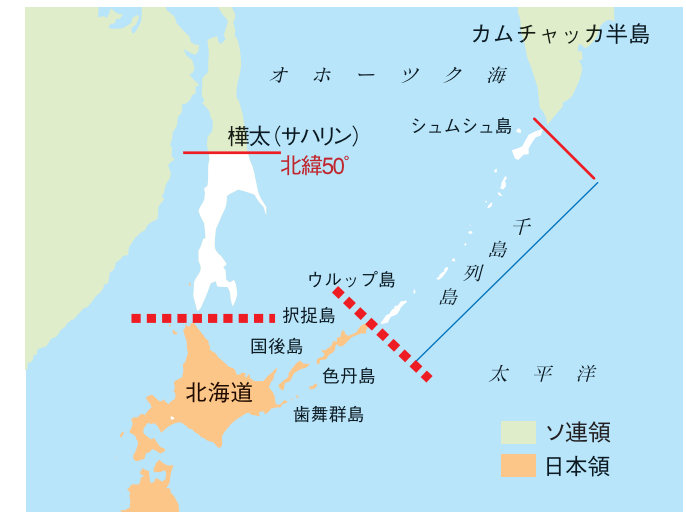 カムチャッカ半島
オホーツク海
シュムシュ島
樺太(サハリン)
北緯50°
千島列島
ウルップ島
択捉島
国後島
色丹島
北海道
歯舞群島
太平洋
ソ連領
日本領